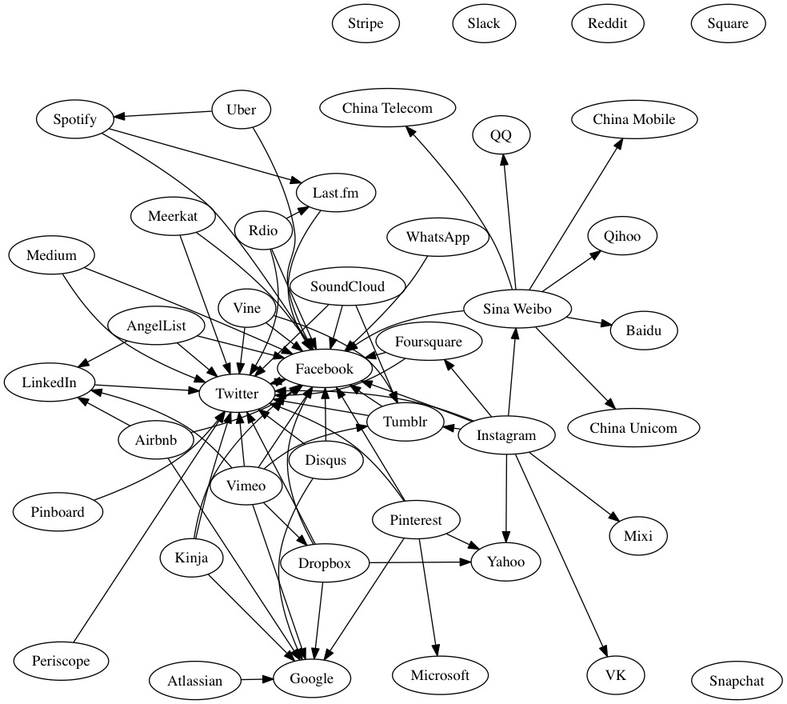 Stripe
Slack
Reddit
Square
Spotify
Uber
China Telecom
QQ
China Mobile
Last.fm
Meerkat
Rdio
WhatsApp
Qihoo
Medium
SoundCloud
Vine
Sina Weibo
AngelList
Foursquare
Baidu
Facebook
LinkedIn
Twitter
Tumblr
Instagram
China Unicom
Airbnb
Disqus
Vimeo
Pinboard
Pinterest
Mixi
Kinja
Dropbox
Yahoo
Periscope
Atlassian
Google
Microsoft
VK
Snapchat